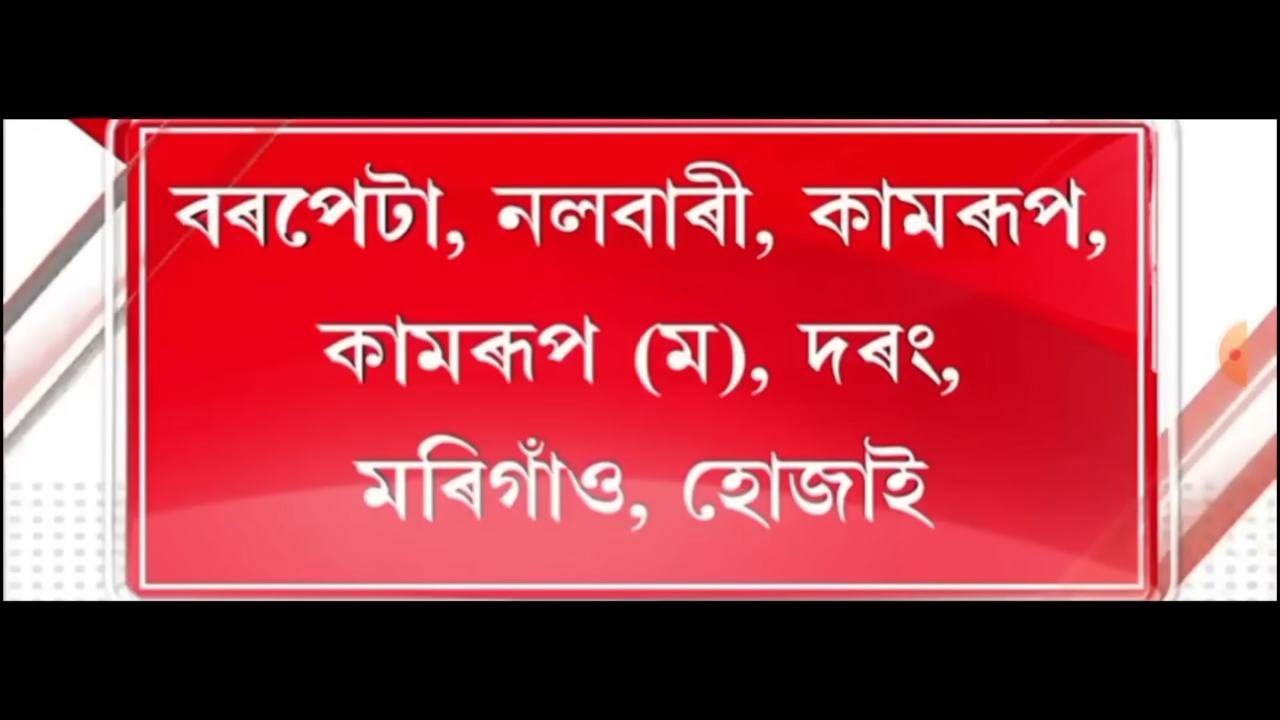 বৰপেটা, নলবাৰী, কামৰূপ,
কামৰূপ (ম), দৰং,
মৰিগাঁও, হোজাই